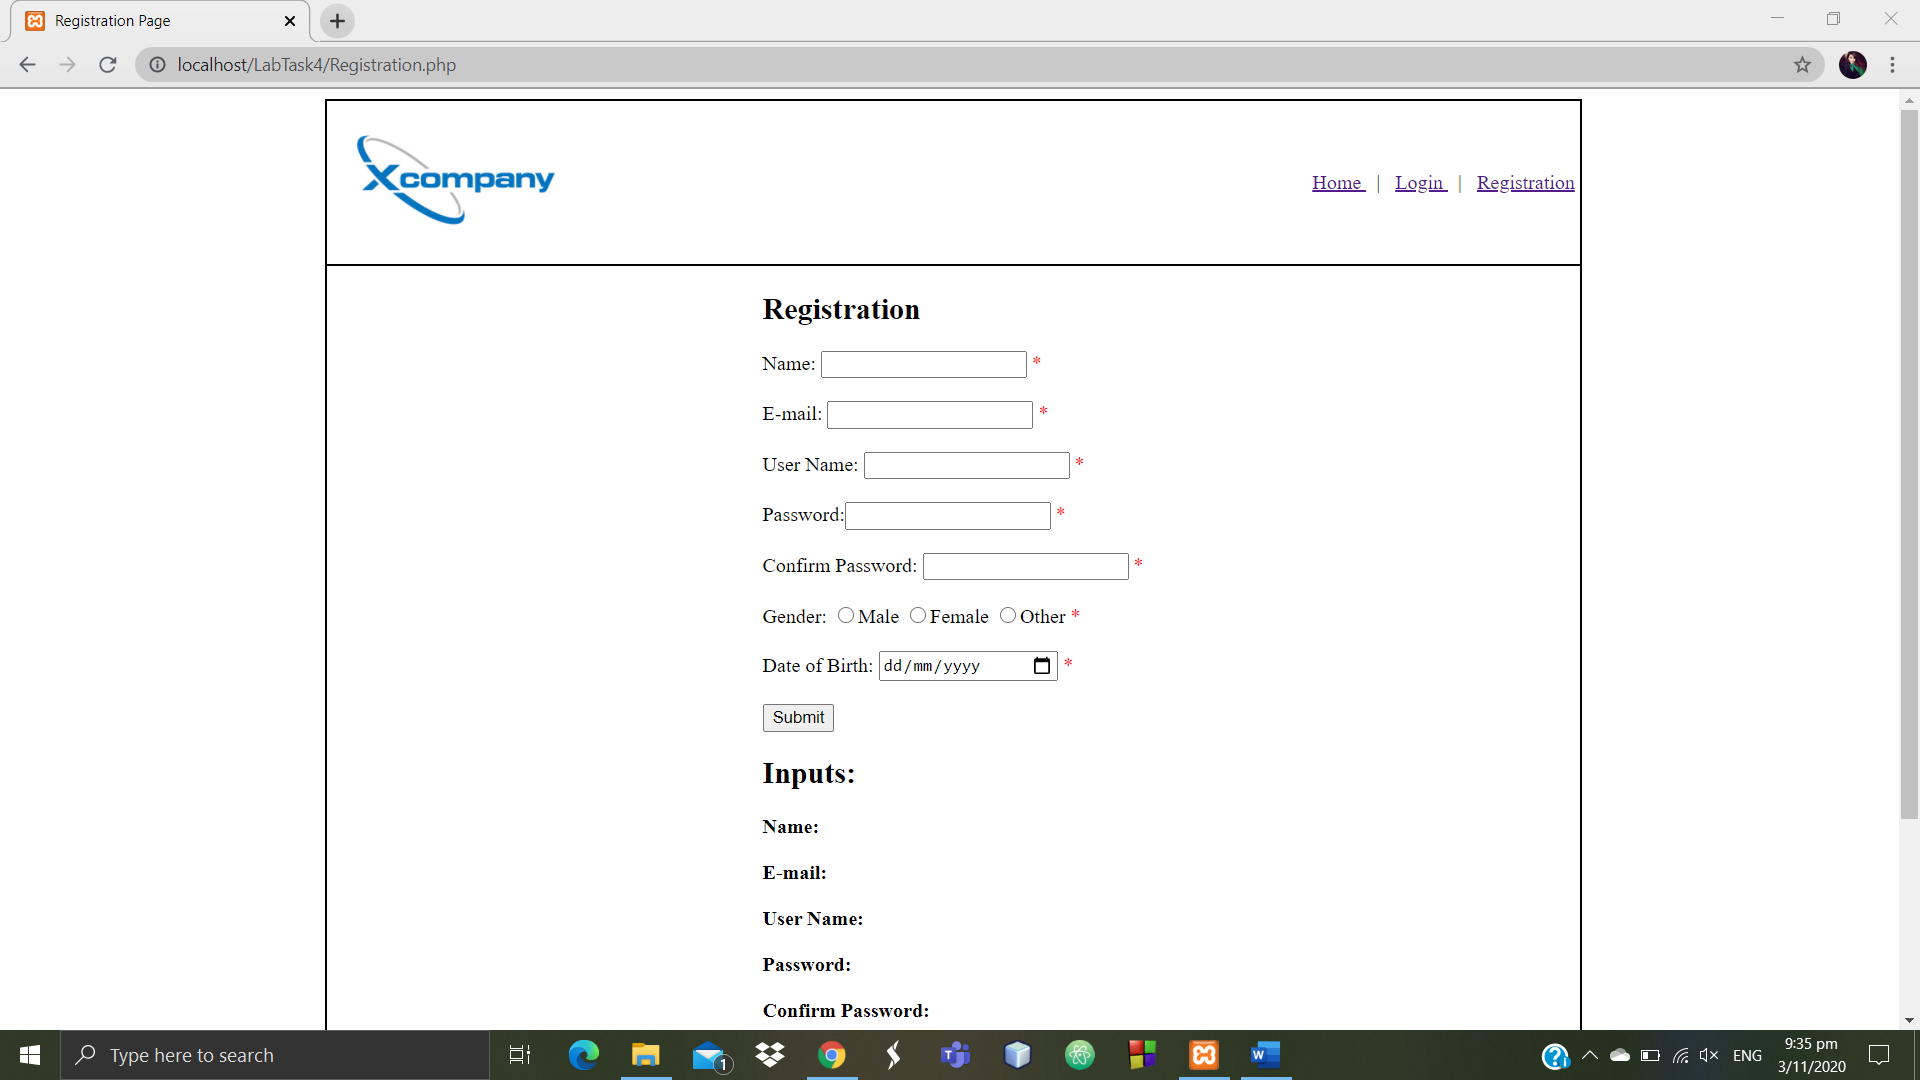 Registration Page
localhost/LabTask4/Registration.php
Xcompany
Home | Login | Registration
Registration
Name: *
E-mail: *
User Name: *
Password: *
Confirm Password: *
Gender: Male Female Other *
Date of Birth: dd/mm/yyyy *
Submit
Inputs:
Name:
E-mail:
User Name:
Password:
Confirm Password:
Type here to search
1
ENG
9:35 pm
3/11/2020